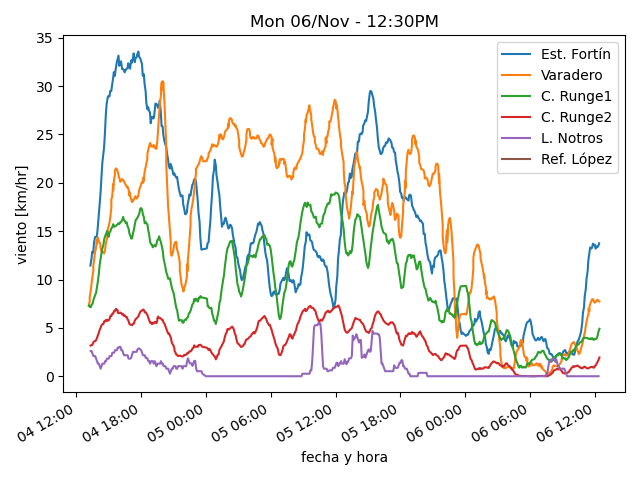 Mon 06/Nov - 12:30PM
35
30
25
20
15
10
5
0
viento [km/hr]
Est. Fortín
Varadero
C. Runge1
C. Runge2
L. Notros
Ref. López
04 12:00
04 18:00
05 00:00
05 06:00
05 12:00
05 18:00
06 00:00
06 06:00
06 12:00
fecha y hora